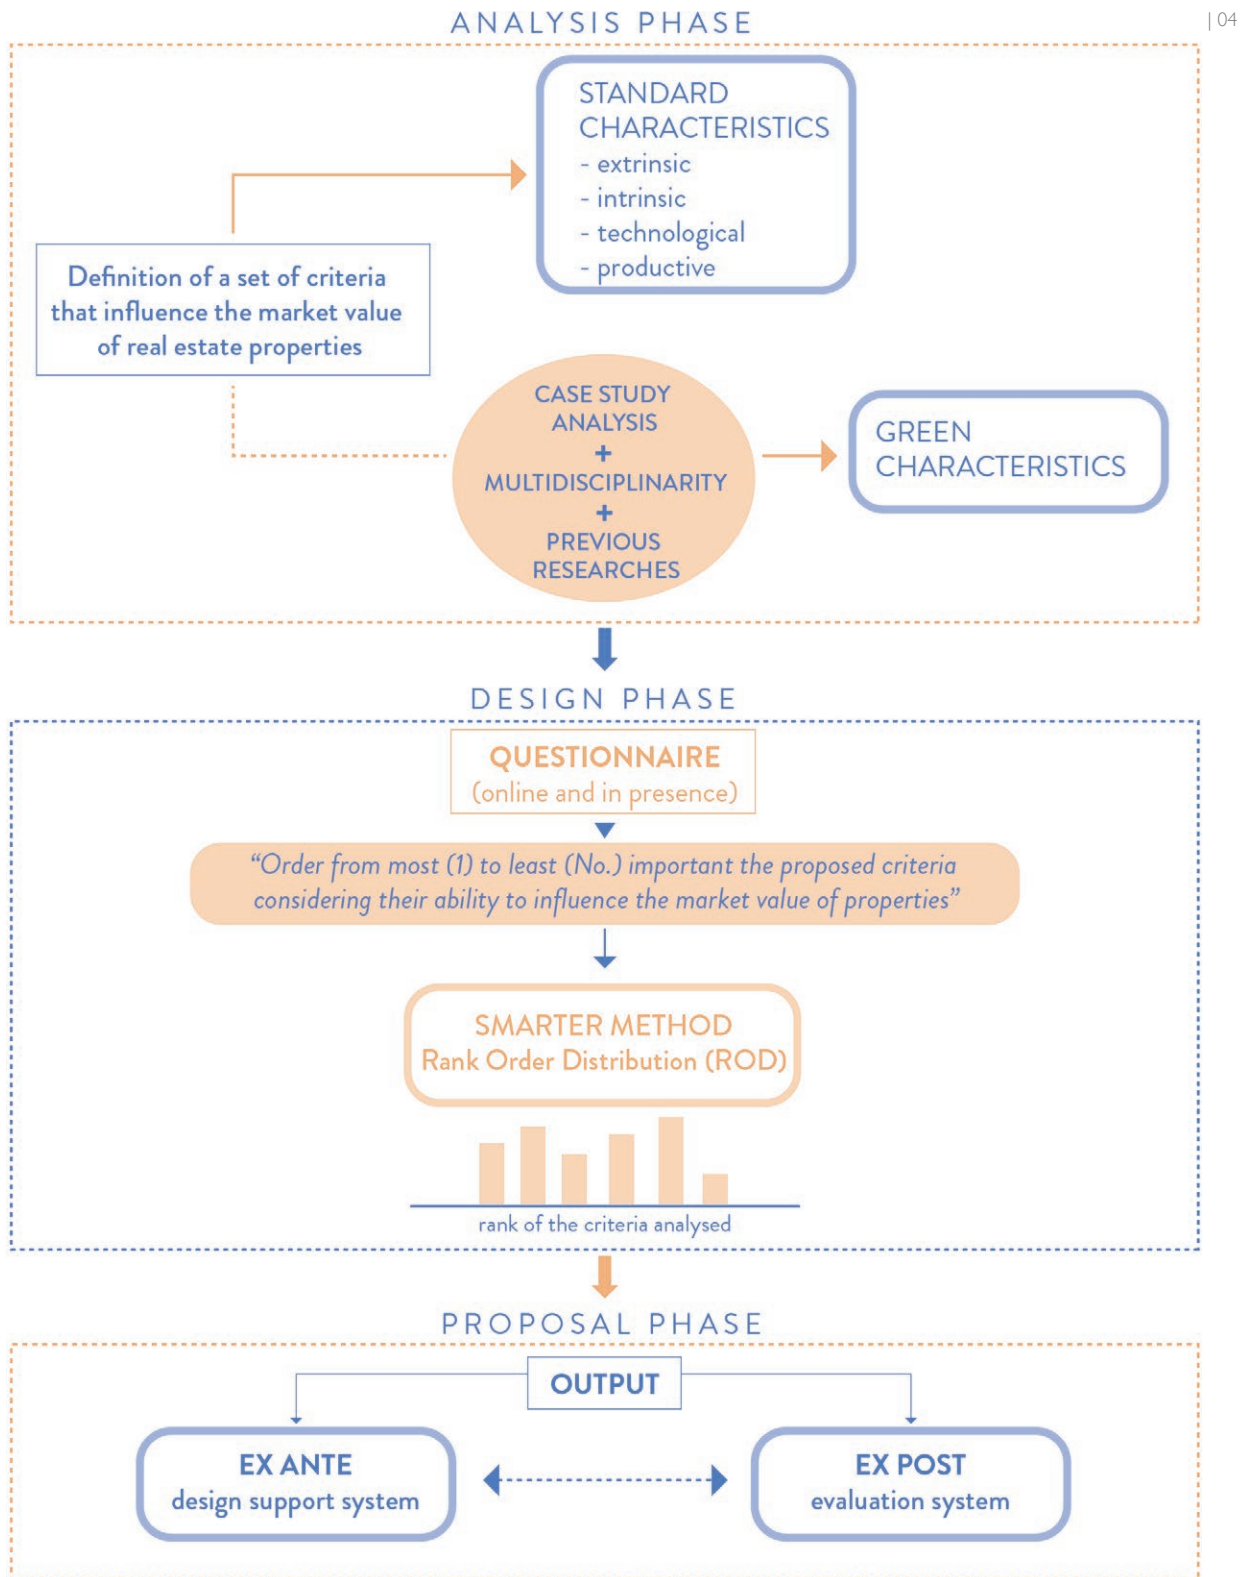 ANALYSIS PHASE
| 04
STANDARD
CHARACTERISTICS
- extrinsic
- intrinsic
- technological
- productive
Definition of a set of criteria
that influence the market value
of real estate properties
CASE STUDY
ANALYSIS
+
MULTIDISCIPLINARITY
+
PREVIOUS
RESEARCHES
GREEN
CHARACTERISTICS
DESIGN PHASE
QUESTIONNAIRE
(online and in presence)
“Order from most (1) to least (No.) important the proposed criteria
considering their ability to influence the market value of properties”
SMARTER METHOD
Rank Order Distribution (ROD)
rank of the criteria analysed
PROPOSAL PHASE
OUTPUT
EX ANTE
design support system
EX POST
evaluation system